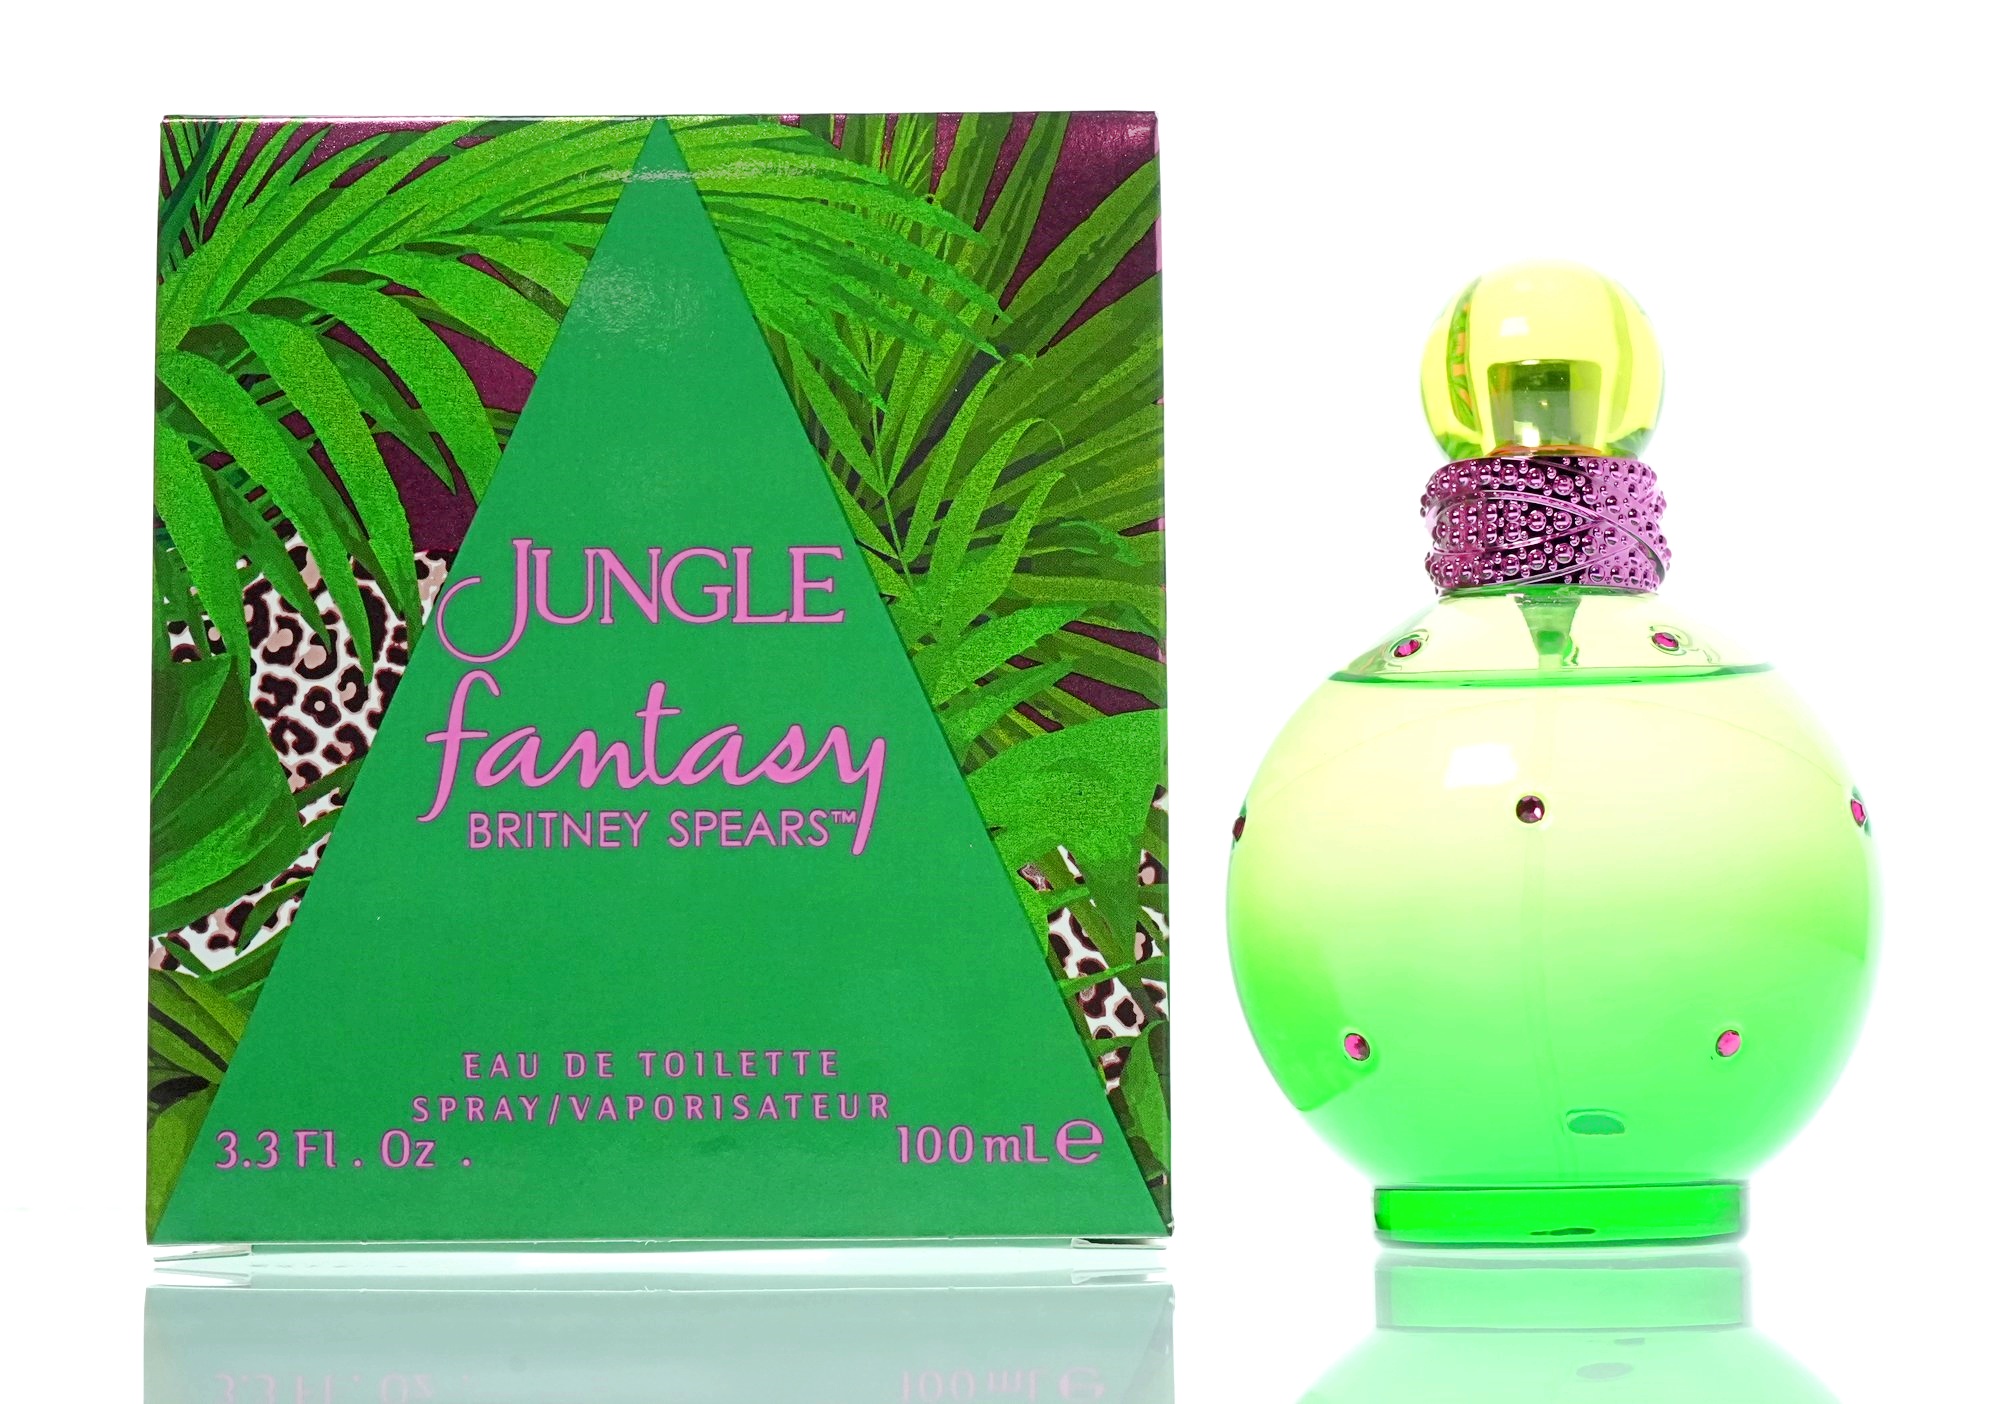 JUNGLE
fantasy
BRITNEY SPEARS™
EAU DE TOILETTE
SPRAY/VAPORISATEUR
3.3 Fl. Oz. 100 mL ℮